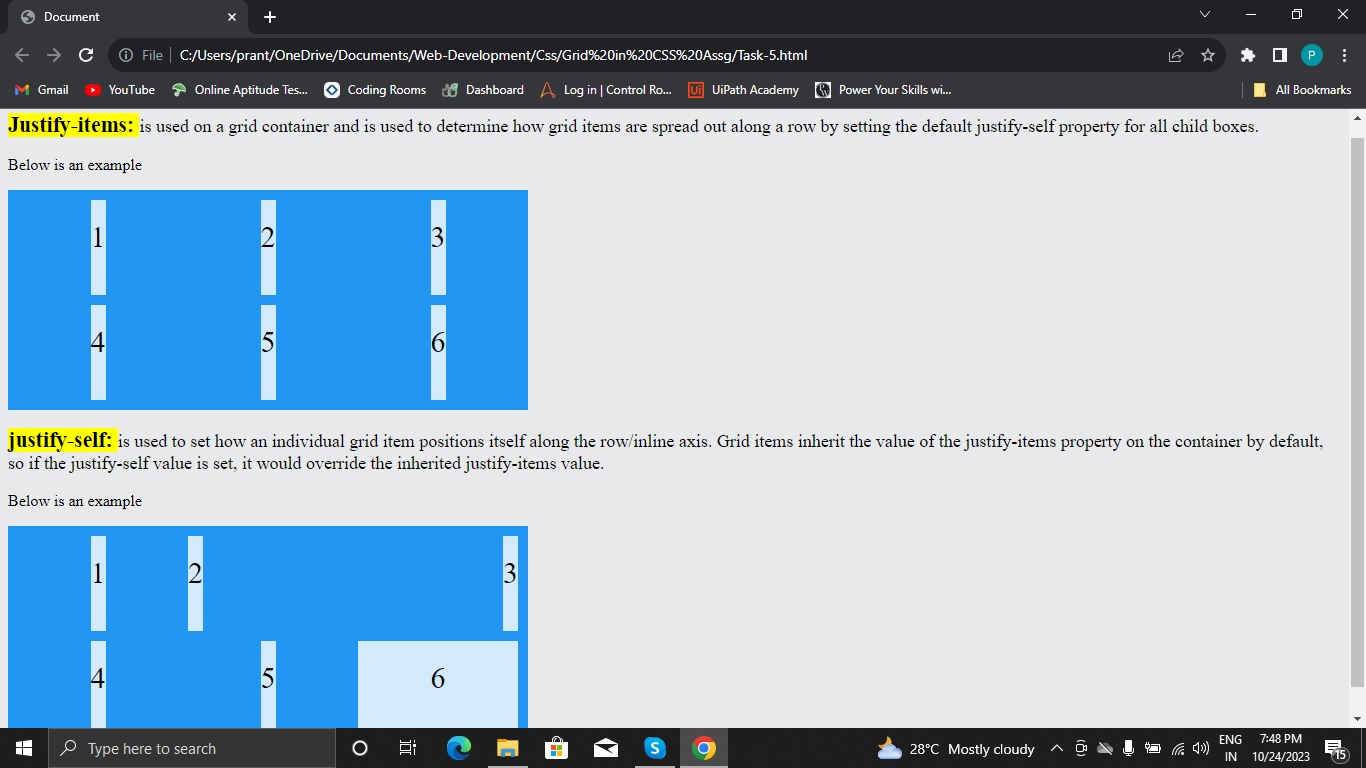 Document
File
C:/Users/prant/OneDrive/Documents/Web-Development/Css/Grid%20in%20CSS%20Assg/Task-5.html
P
Gmail
YouTube
Online Aptitude Tes...
Coding Rooms
Dashboard
Log in | Control Ro...
Ui
UiPath Academy
Power Your Skills wi...
All Bookmarks
Justify-items: is used on a grid container and is used to determine how grid items are spread out along a row by setting the default justify-self property for all child boxes.
Below is an example
1 2 3
4 5 6
justify-self: is used to set how an individual grid item positions itself along the row/inline axis. Grid items inherit the value of the justify-items property on the container by default,
so if the justify-self value is set, it would override the inherited justify-items value.
Below is an example
1 2 3
4 5 6
Type here to search
S
28°C Mostly cloudy
ENG
IN
7:48 PM
10/24/2023
15